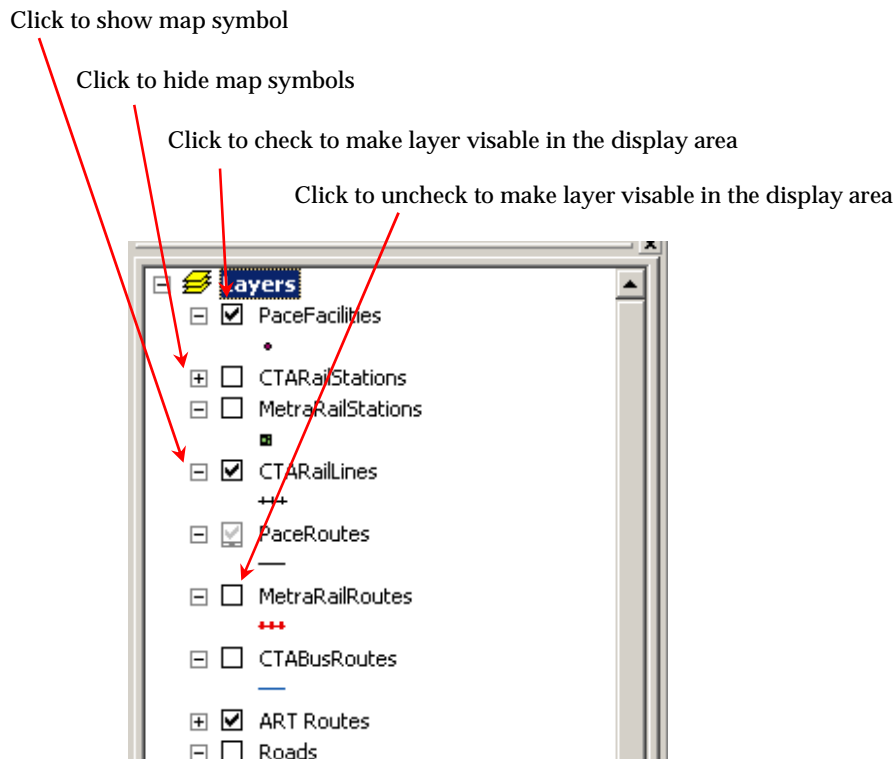 Click to show map symbol
Click to hide map symbols
Click to check to make layer visable in the display area
Click to uncheck to make layer visable in the display area
Layers
PaceFacilities
CTARailStations
MetraRailStations
CTARailLines
PaceRoutes
MetraRailRoutes
CTABusRoutes
ART Routes
Roads